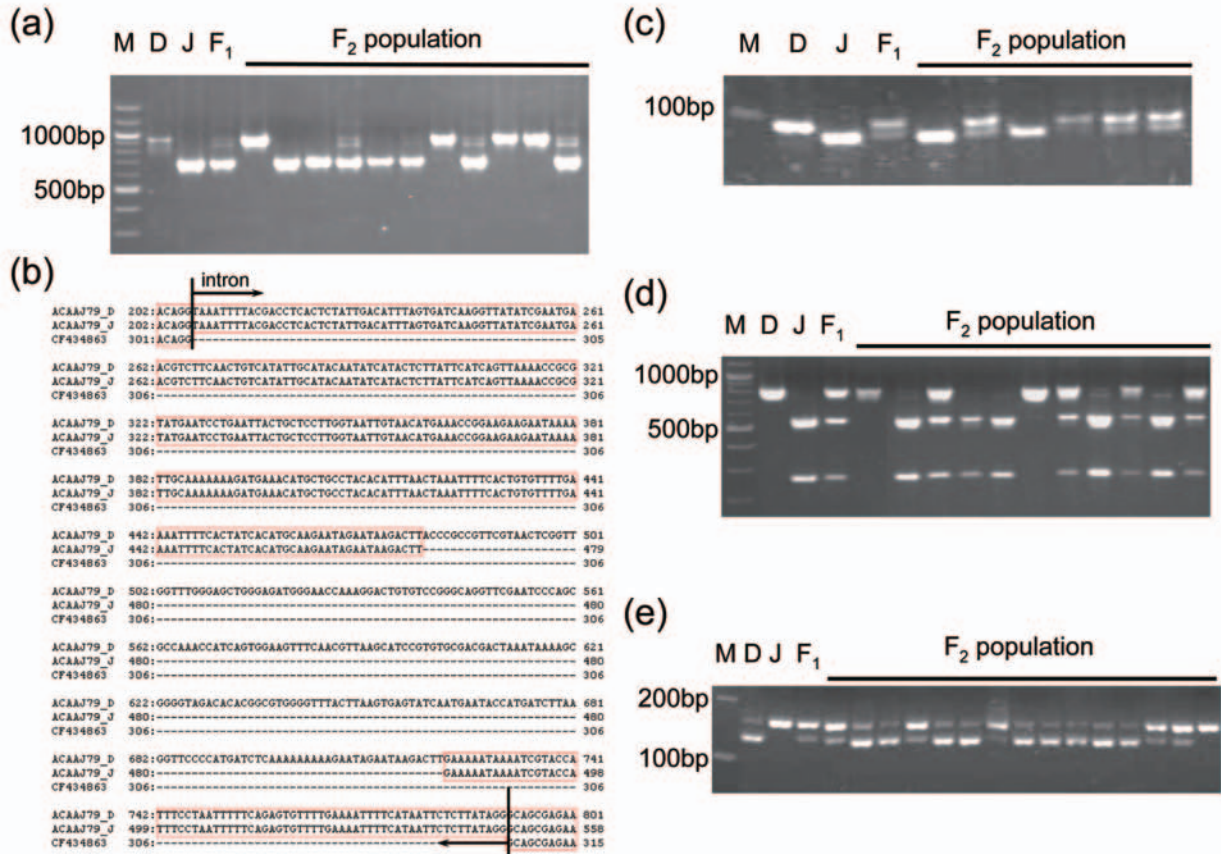 (a)
M D J F1 F2 population
1000bp
500bp
(b)
intron
ACAAJ79_D 202:ACAGGTAAATTTTACGACCTCACTCTATTGACATTTAGTGATCAAGGTTATATCGAATGA 261
ACAAJ79_J 202:ACAGGTAAATTTTACGACCTCACTCTATTGACATTTAGTGATCAAGGTTATATCGAATGA 261
CF434863 301:ACAGG------------------------------------------------------- 305
ACAAJ79_D 262:ACGTCTTCAACTGTCATATTGCATACAATATCATACTCTTATTCATCAGTTAAAACCGCG 321
ACAAJ79_J 262:ACGTCTTCAACTGTCATATTGCATACAATATCATACTCTTATTCATCAGTTAAAACCGCG 321
CF434863 306:------------------------------------------------------------ 306
ACAAJ79_D 322:TATGAATCCTGAATTACTGCTCCTTGGTAATTGTAACATGAAACCGGAAGAAGAATAAAA 381
ACAAJ79_J 322:TATGAATCCTGAATTACTGCTCCTTGGTAATTGTAACATGAAACCGGAAGAAGAATAAAA 381
CF434863 306:------------------------------------------------------------ 306
ACAAJ79_D 382:TTGCAAAAAAAGATGAAACATGCTGCCTACACATTTAACTAAATTTTCACTGTGTTTTGA 441
ACAAJ79_J 382:TTGCAAAAAAAGATGAAACATGCTGCCTACACATTTAACTAAATTTTCACTGTGTTTTGA 441
CF434863 306:------------------------------------------------------------ 306
ACAAJ79_D 442:AAATTTTCACTATCACATGCAAGAATAGAATAAGACTTACCCGCCGTTCGTAACTCGGTT 501
ACAAJ79_J 442:AAATTTTCACTATCACATGCAAGAATAGAATAAGACTT---------------------- 479
CF434863 306:------------------------------------------------------------ 306
ACAAJ79_D 502:GGTTTGGGAGCTGGGAGATGGGAACCAAAGGACTGTGTCCGGGCAGGTTCGAATCCCAGC 561
ACAAJ79_J 480:------------------------------------------------------------ 480
CF434863 306:------------------------------------------------------------ 306
ACAAJ79_D 562:GCCAAACCATCAGTGGAAGTTTCAACGTTAAGCATCCGTGTGCGACGACTAAATAAAAGC 621
ACAAJ79_J 480:------------------------------------------------------------ 480
CF434863 306:------------------------------------------------------------ 306
ACAAJ79_D 622:GGGGTAGACACACGGCGTGGGGTTTACTTAAGTGAGTATCAATGAATACCATGATCTTAA 681
ACAAJ79_J 480:------------------------------------------------------------ 480
CF434863 306:------------------------------------------------------------ 306
ACAAJ79_D 682:GGTTCCCCATGATCTCAAAAAAAAAAGAATAGAATAAGACTTGAAAAATAAAATCGTACCA 741
ACAAJ79_J 480:-----------------------------------------GAAAAATAAAATCGTACCA 498
CF434863 306:------------------------------------------------------------ 306
ACAAJ79_D 742:TTTCCTAATTTTTCAGAGTGTTTTGAAAATTTTCATAATTCTCTTATAGGGCAGCGAGAA 801
ACAAJ79_J 499:TTTCCTAATTTTTCAGAGTGTTTTGAAAATTTTCATAATTCTCTTATAGGGCAGCGAGAA 558
CF434863 306:--------------------------------------------------GCAGCGAGAA 315
(c)
M D J F1 F2 population
100bp
(d)
M D J F1 F2 population
1000bp
500bp
(e)
M D J F1 F2 population
200bp
100bp